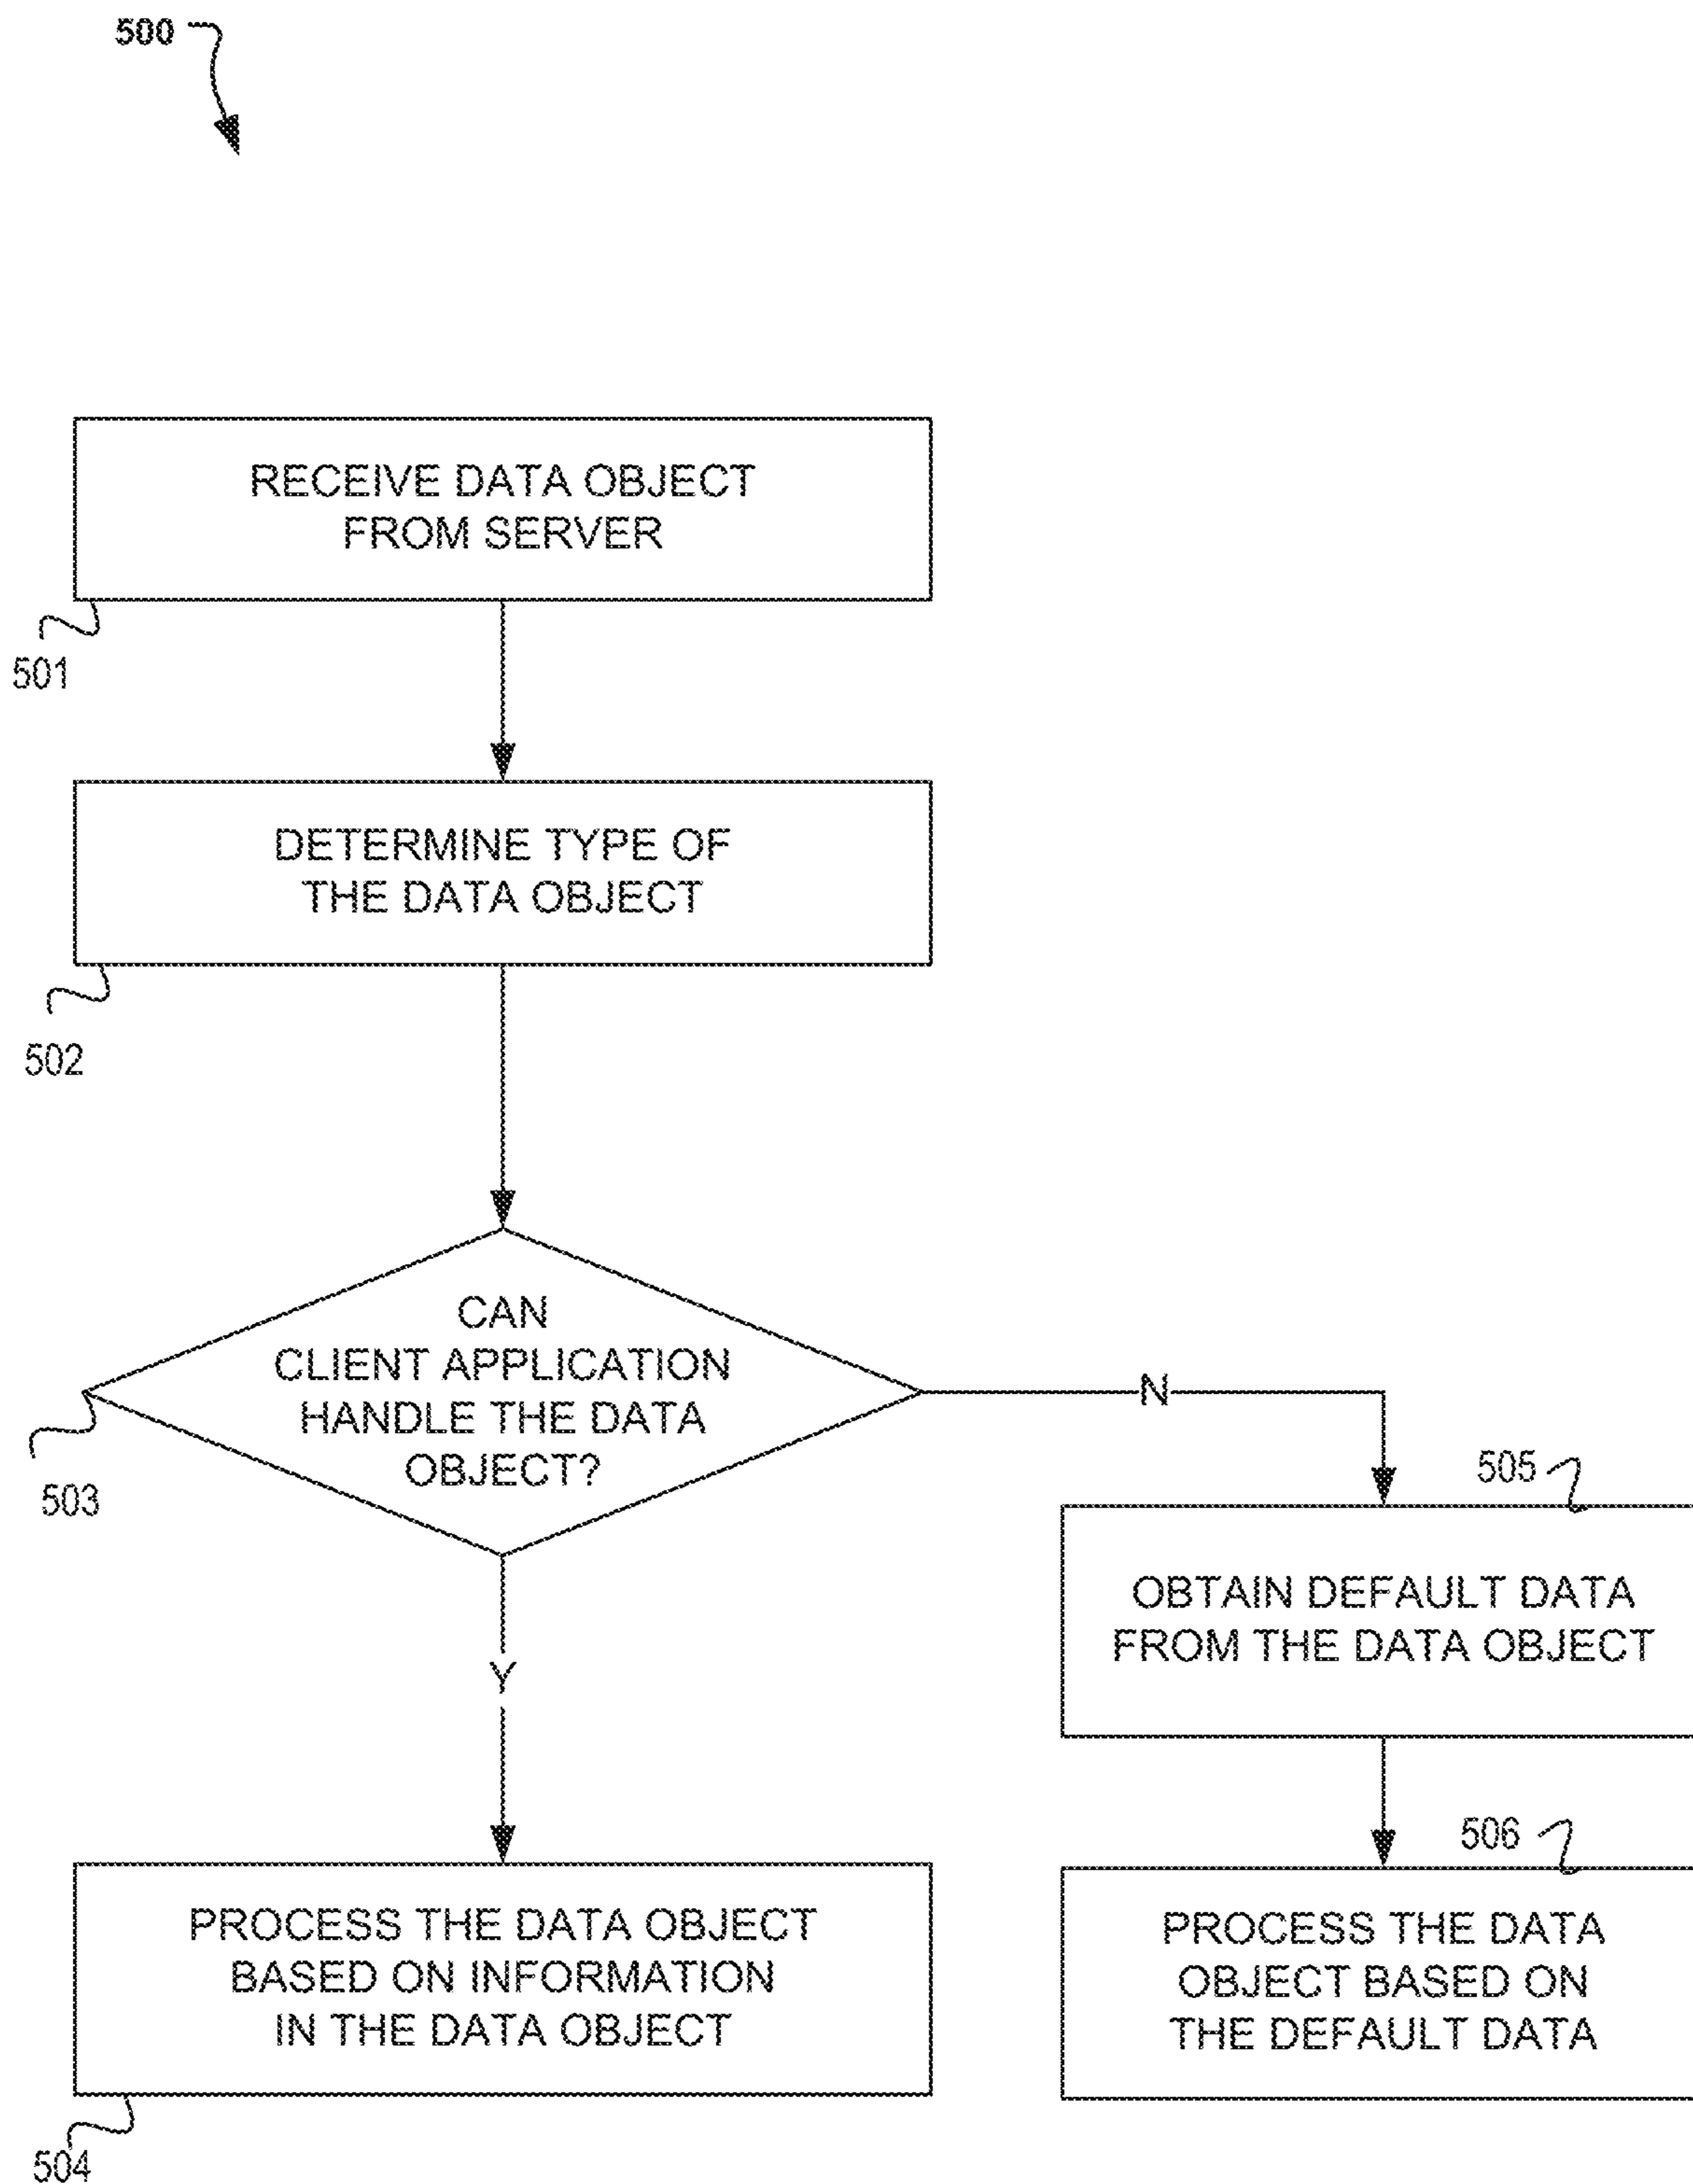 500
RECEIVE DATA OBJECT
FROM SERVER
501
DETERMINE TYPE OF
THE DATA OBJECT
502
CAN
CLIENT APPLICATION
HANDLE THE DATA
OBJECT?
503
N
Y
505
OBTAIN DEFAULT DATA
FROM THE DATA OBJECT
506
PROCESS THE DATA
OBJECT BASED ON
THE DEFAULT DATA
PROCESS THE DATA OBJECT
BASED ON INFORMATION
IN THE DATA OBJECT
504